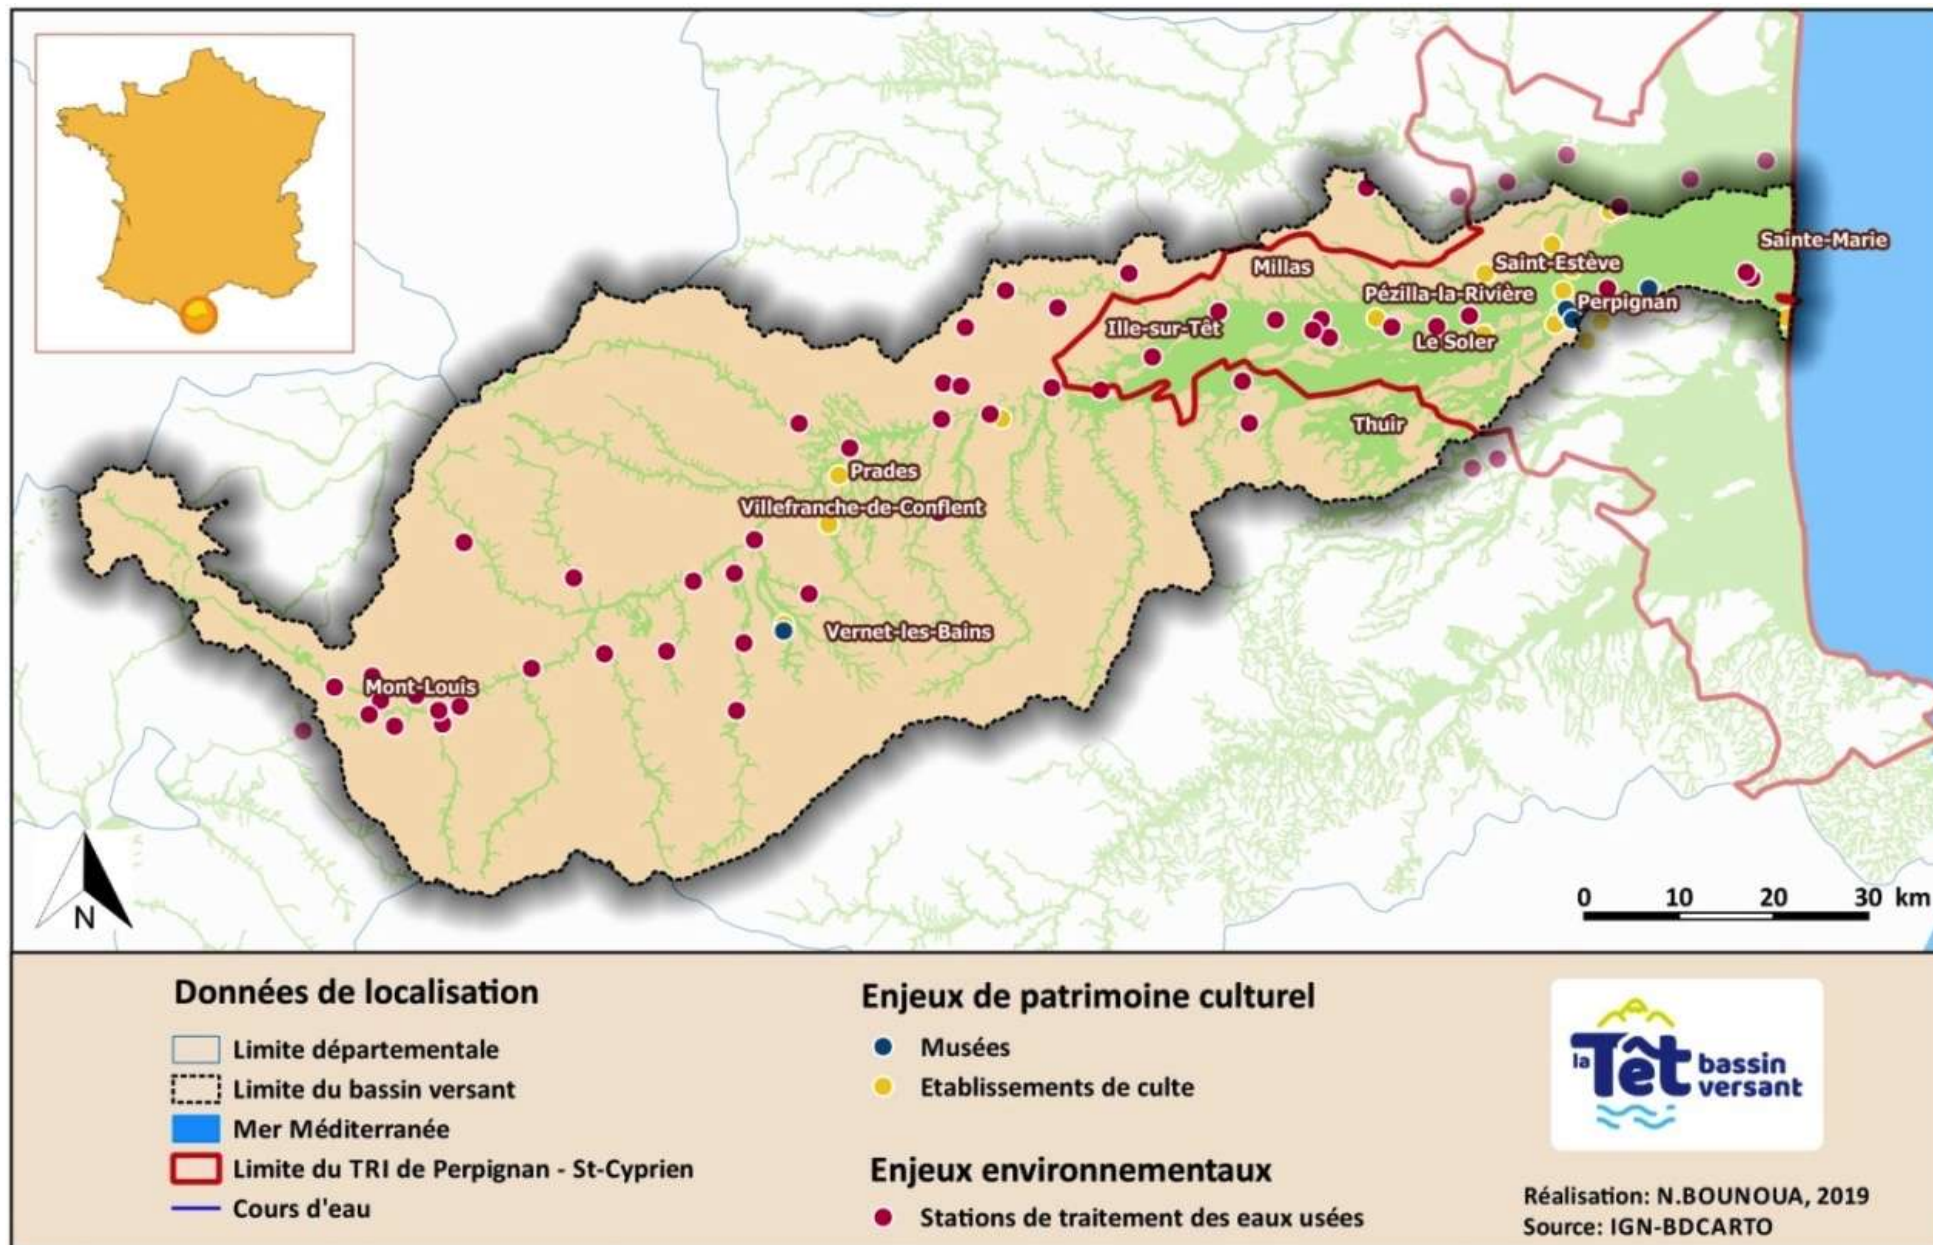 Sainte-Marie
Millas
Saint-Estève
Pézilla-la-Rivière
Perpignan
Ille-sur-Têt
Le Soler
Thuir
Prades
Villefranche-de-Conflent
Vernet-les-Bains
Mont-Louis
N
0 10 20 30 km
Données de localisation
Limite départementale
Limite du bassin versant
Mer Méditerranée
Limite du TRI de Perpignan - St-Cyprien
Cours d'eau
Enjeux de patrimoine culturel
Musées
Etablissements de culte
Enjeux environnementaux
Stations de traitement des eaux usées
la Têt bassin
versant
Réalisation: N.BOUNOUA, 2019
Source: IGN-BDCARTO